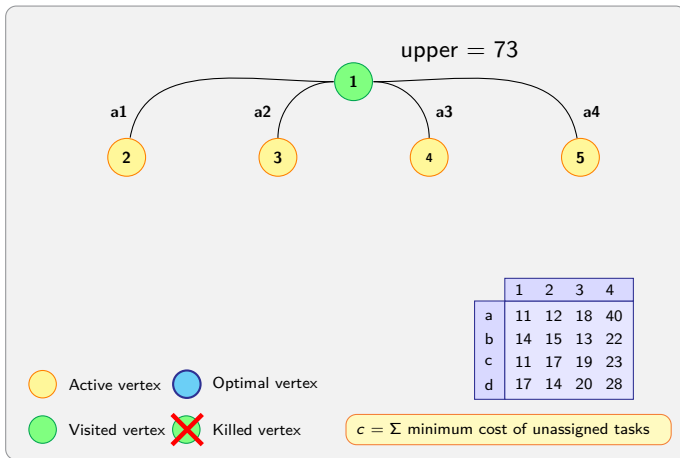 upper = 73
1
a1
a2
a3
a4
2
3
4
5
1 2 3 4
a 11 12 18 40
b 14 15 13 22
c 11 17 19 23
d 17 14 20 28
Active vertex
Optimal vertex
Visited vertex
Killed vertex
c = Σ minimum cost of unassigned tasks